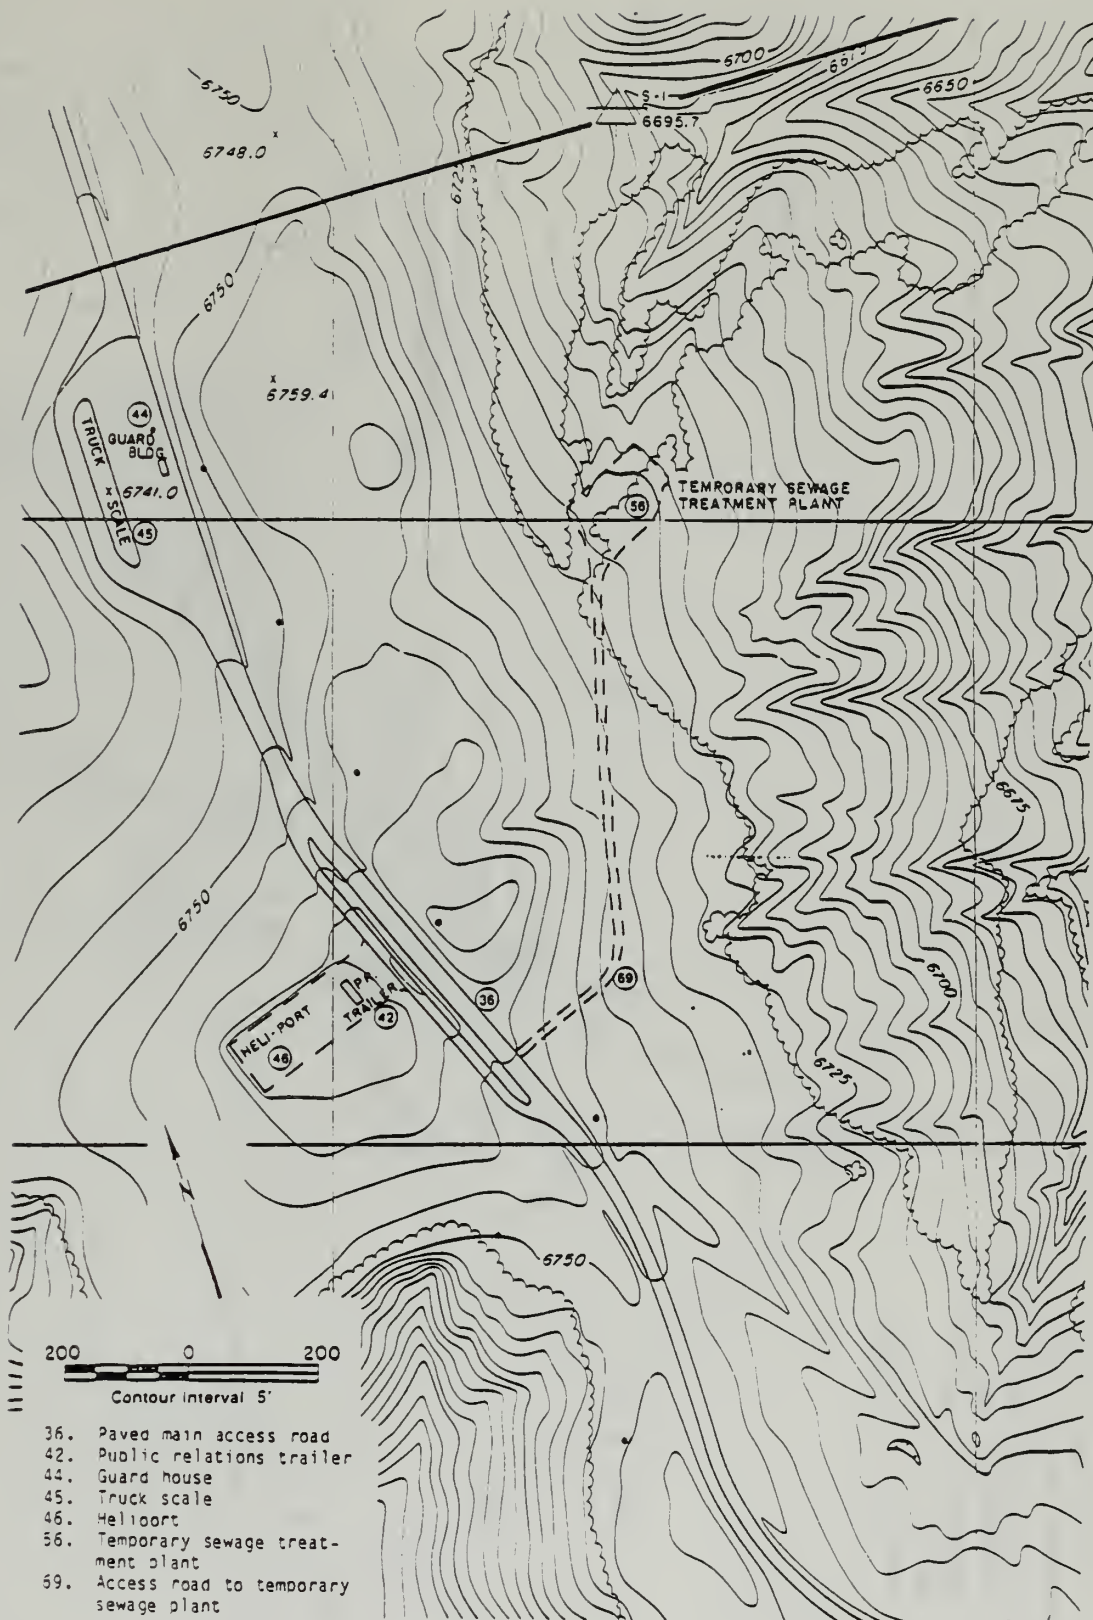 6750
6700
6670
6650
S-1
6695.7
6748.0
6725
6750
6759.4
44
GUARD
BLDG
TRUCK SCALE
6741.0
45
TEMPORARY SEWAGE
TREATMENT PLANT
56
6675
6750
6700
PR.
TRAILER
42
36
69
HELI-PORT
46
6725
N
6750
200 0 200
Contour Interval 5'
36. Paved main access road
42. Public relations trailer
44. Guard house
45. Truck scale
46. Heliport
56. Temporary sewage treat-
ment plant
69. Access road to temporary
sewage plant